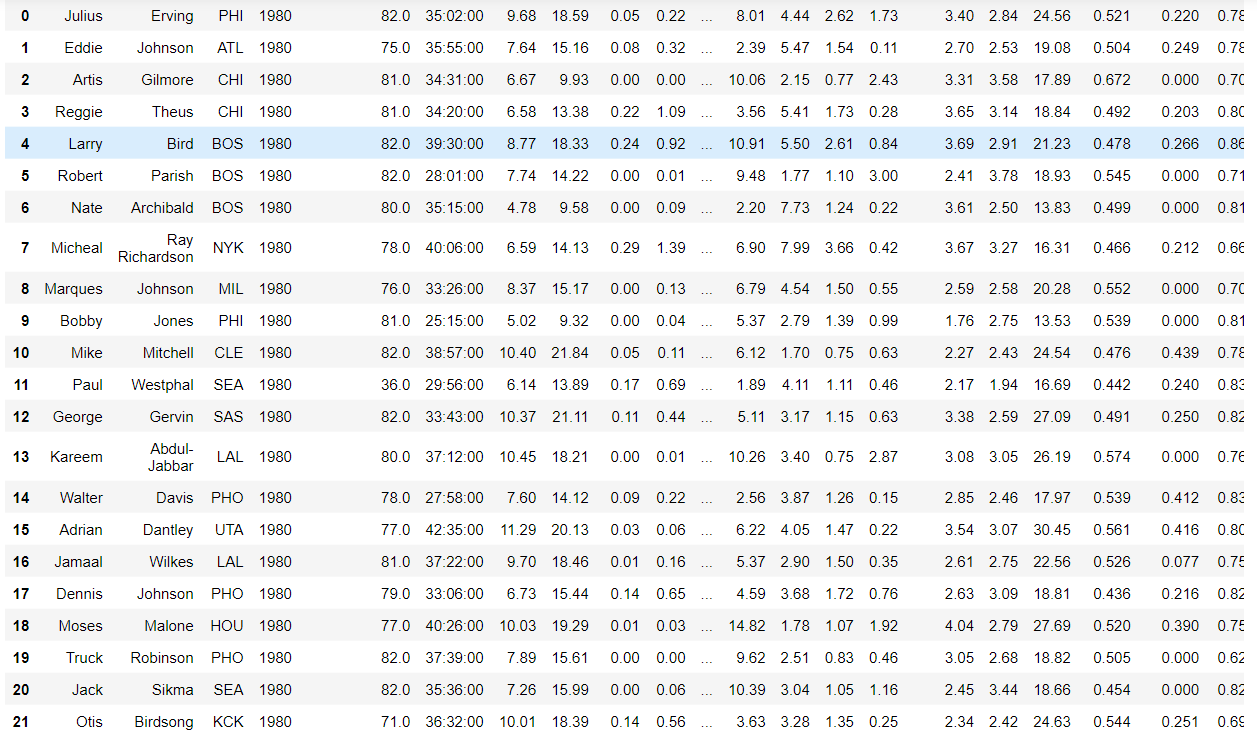 0 Julius Erving PHI 1980 82.0 35:02:00 9.68 18.59 0.05 0.22 ... 8.01 4.44 2.62 1.73 3.40 2.84 24.56 0.521 0.220 0.78
1 Eddie Johnson ATL 1980 75.0 35:55:00 7.64 15.16 0.08 0.32 ... 2.39 5.47 1.54 0.11 2.70 2.53 19.08 0.504 0.249 0.78
2 Artis Gilmore CHI 1980 81.0 34:31:00 6.67 9.93 0.00 0.00 ... 10.06 2.15 0.77 2.43 3.31 3.58 17.89 0.672 0.000 0.70
3 Reggie Theus CHI 1980 81.0 34:20:00 6.58 13.38 0.22 1.09 ... 3.56 5.41 1.73 0.28 3.65 3.14 18.84 0.492 0.203 0.80
4 Larry Bird BOS 1980 82.0 39:30:00 8.77 18.33 0.24 0.92 ... 10.91 5.50 2.61 0.84 3.69 2.91 21.23 0.478 0.266 0.86
5 Robert Parish BOS 1980 82.0 28:01:00 7.74 14.22 0.00 0.01 ... 9.48 1.77 1.10 3.00 2.41 3.78 18.93 0.545 0.000 0.71
6 Nate Archibald BOS 1980 80.0 35:15:00 4.78 9.58 0.00 0.09 ... 2.20 7.73 1.24 0.22 3.61 2.50 13.83 0.499 0.000 0.81
7 Micheal Ray Richardson NYK 1980 78.0 40:06:00 6.59 14.13 0.29 1.39 ... 6.90 7.99 3.66 0.42 3.67 3.27 16.31 0.466 0.212 0.66
8 Marques Johnson MIL 1980 76.0 33:26:00 8.37 15.17 0.00 0.13 ... 6.79 4.54 1.50 0.55 2.59 2.58 20.28 0.552 0.000 0.70
9 Bobby Jones PHI 1980 81.0 25:15:00 5.02 9.32 0.00 0.04 ... 5.37 2.79 1.39 0.99 1.76 2.75 13.53 0.539 0.000 0.81
10 Mike Mitchell CLE 1980 82.0 38:57:00 10.40 21.84 0.05 0.11 ... 6.12 1.70 0.75 0.63 2.27 2.43 24.54 0.476 0.439 0.78
11 Paul Westphal SEA 1980 36.0 29:56:00 6.14 13.89 0.17 0.69 ... 1.89 4.11 1.11 0.46 2.17 1.94 16.69 0.442 0.240 0.83
12 George Gervin SAS 1980 82.0 33:43:00 10.37 21.11 0.11 0.44 ... 5.11 3.17 1.15 0.63 3.38 2.59 27.09 0.491 0.250 0.82
13 Kareem Abdul-Jabbar LAL 1980 80.0 37:12:00 10.45 18.21 0.00 0.01 ... 10.26 3.40 0.75 2.87 3.08 3.05 26.19 0.574 0.000 0.76
14 Walter Davis PHO 1980 78.0 27:58:00 7.60 14.12 0.09 0.22 ... 2.56 3.87 1.26 0.15 2.85 2.46 17.97 0.539 0.412 0.83
15 Adrian Dantley UTA 1980 77.0 42:35:00 11.29 20.13 0.03 0.06 ... 6.22 4.05 1.47 0.22 3.54 3.07 30.45 0.561 0.416 0.80
16 Jamaal Wilkes LAL 1980 81.0 37:22:00 9.70 18.46 0.01 0.16 ... 5.37 2.90 1.50 0.35 2.61 2.75 22.56 0.526 0.077 0.75
17 Dennis Johnson PHO 1980 79.0 33:06:00 6.73 15.44 0.14 0.65 ... 4.59 3.68 1.72 0.76 2.63 3.09 18.81 0.436 0.216 0.82
18 Moses Malone HOU 1980 77.0 40:26:00 10.03 19.29 0.01 0.03 ... 14.82 1.78 1.07 1.92 4.04 2.79 27.69 0.520 0.390 0.75
19 Truck Robinson PHO 1980 82.0 37:39:00 7.89 15.61 0.00 0.00 ... 9.62 2.51 0.83 0.46 3.05 2.68 18.82 0.505 0.000 0.62
20 Jack Sikma SEA 1980 82.0 35:36:00 7.26 15.99 0.00 0.06 ... 10.39 3.04 1.05 1.16 2.45 3.44 18.66 0.454 0.000 0.82
21 Otis Birdsong KCK 1980 71.0 36:32:00 10.01 18.39 0.14 0.56 ... 3.63 3.28 1.35 0.25 2.34 2.42 24.63 0.544 0.251 0.69